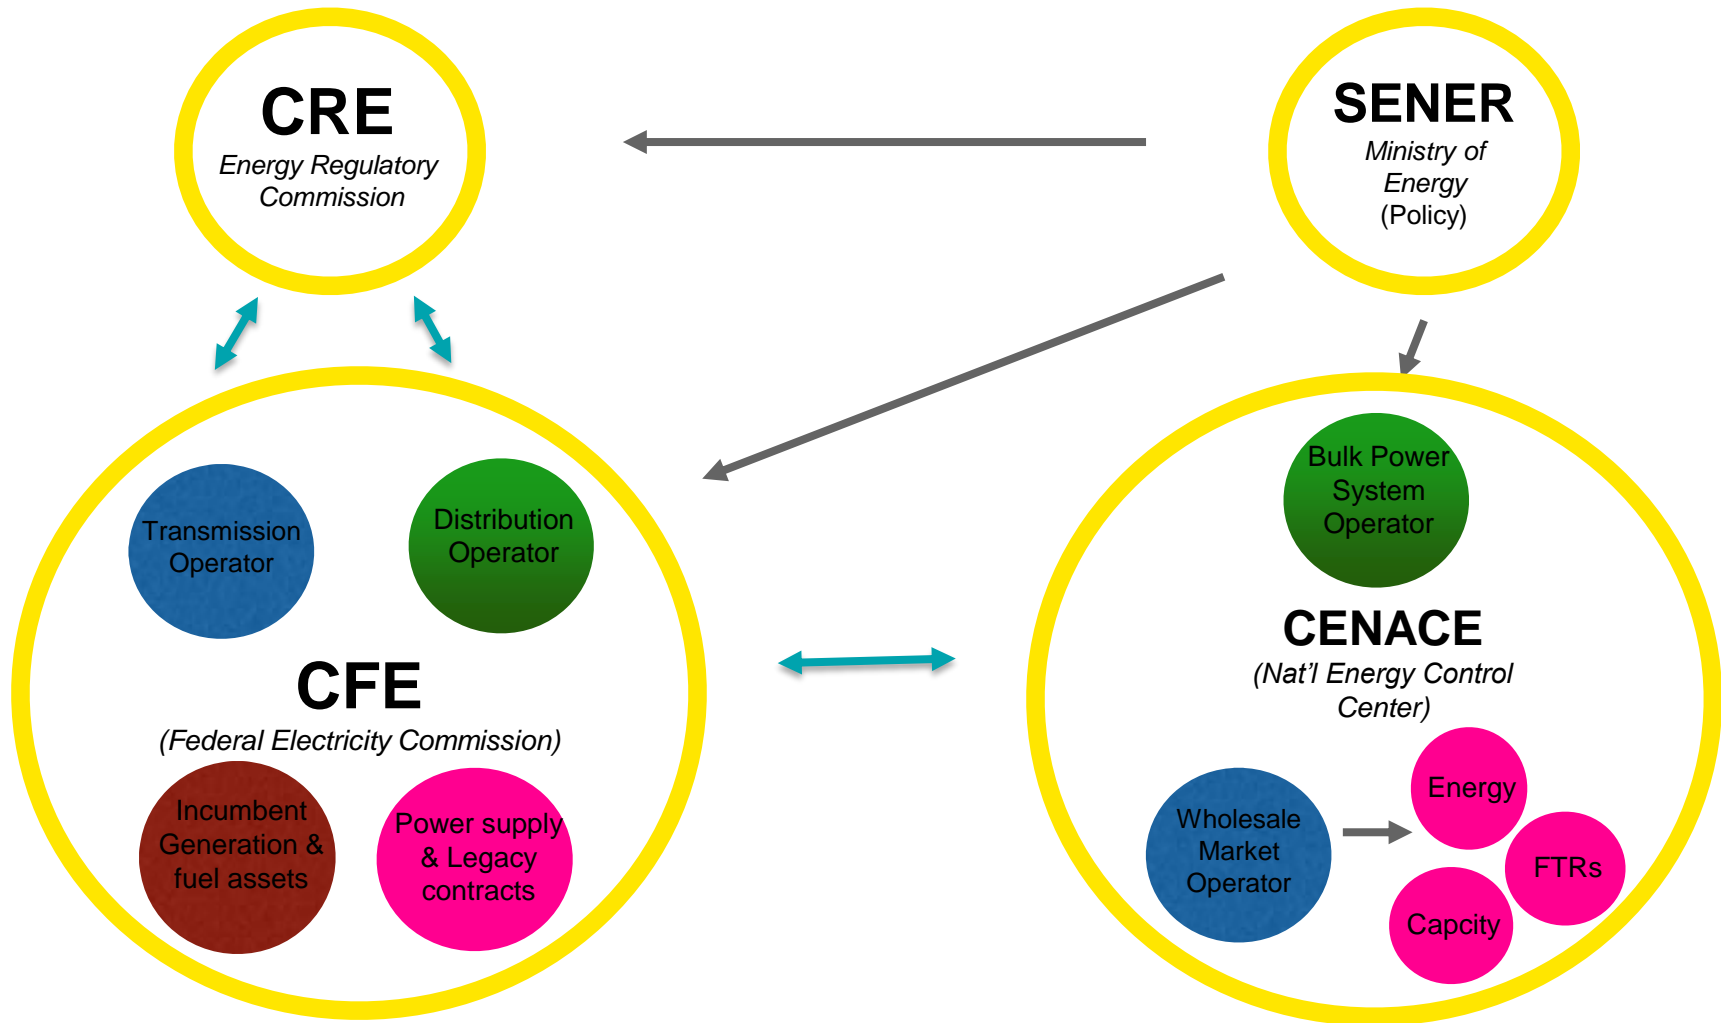 CRE
Energy Regulatory
Commission
SENER
Ministry of
Energy
(Policy)
Transmission
Operator
Distribution
Operator
CFE
(Federal Electricity Commission)
Incumbent
Generation &
fuel assets
Power supply
& Legacy
contracts
Bulk Power
System
Operator
CENACE
(Nat’l Energy Control
Center)
Wholesale
Market
Operator
Energy
FTRs
Capcity